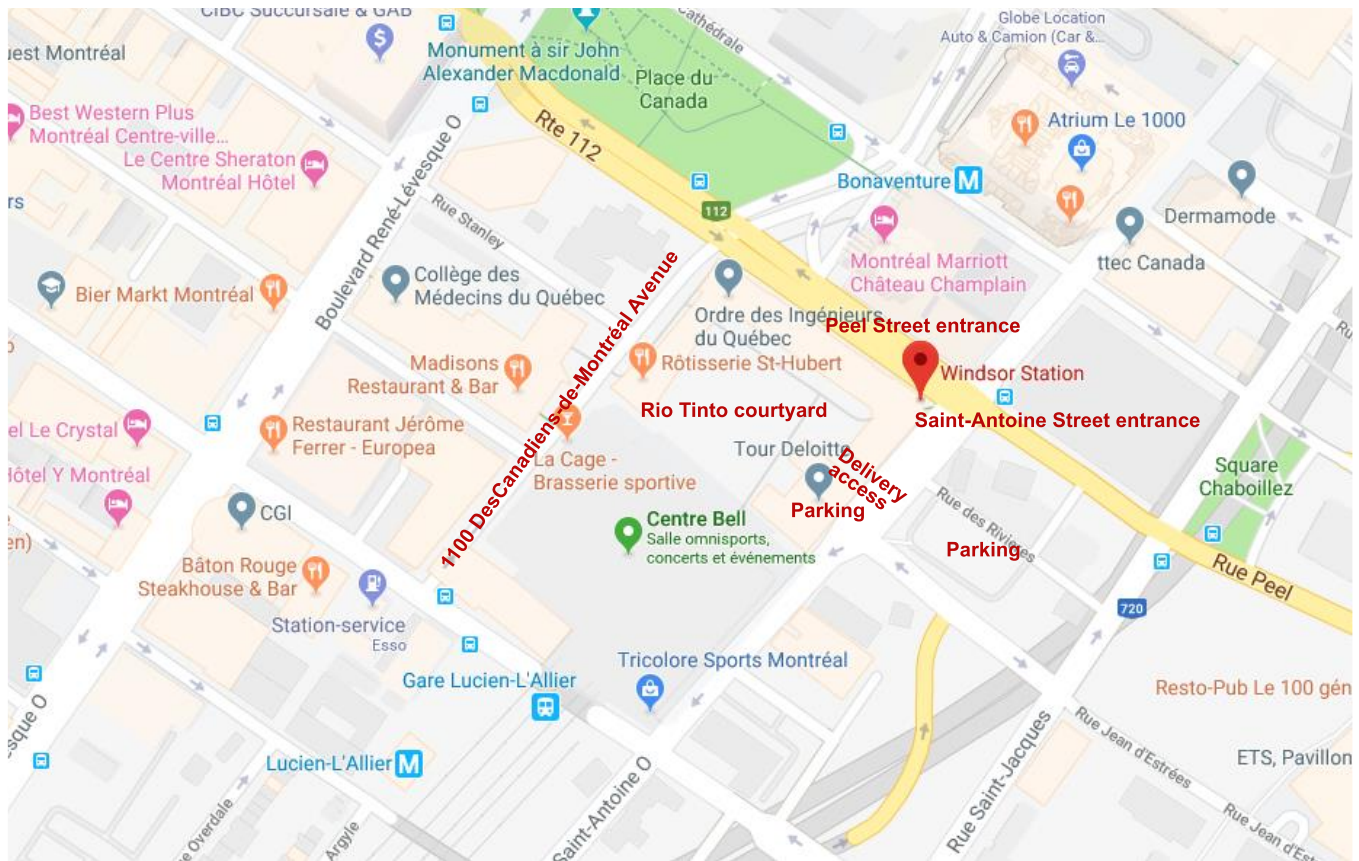 CIBC Succursale & GAB
Cathédrale
Globe Location
Auto & Camion (Car &...
Monument à sir John
Alexander Macdonald
Place du
Canada
uest Montréal
Best Western Plus
Montréal Centre-ville...
Le Centre Sheraton
Montréal Hôtel
Rte 112
Atrium Le 1000
Bonaventure M
rs
Boulevard René-Lévesque O
Rue Stanley
112
Dermamode
Montréal Marriott
Château Champlain
ttec Canada
Collège des
Médecins du Québec
Bier Markt Montréal
Ordre des Ingénieurs
du Québec
Peel Street entrance
1100 DesCanadiens-de-Montréal Avenue
Madisons
Restaurant & Bar
Rôtisserie St-Hubert
Windsor Station
Rio Tinto courtyard
Saint-Antoine Street entrance
el Le Crystal
Restaurant Jérôme
Ferrer - Europea
La Cage -
Brasserie sportive
Tour Deloitte
Delivery
access
Hôtel Y Montréal
Square
Chaboillez
Parking
Rue des Rivières
CGI
Centre Bell
Salle omnisports,
concerts et événements
Parking
en)
Bâton Rouge
Steakhouse & Bar
Rue Peel
720
Station-service
Esso
Tricolore Sports Montréal
Gare Lucien-L'Allier
Resto-Pub Le 100 gén
esque O
Lucien-L'Allier M
Rue Saint-Jacques
Rue Jean d'Estrées
ETS, Pavillon
Saint-Antoine O
e Overdale
Argyle
Rue Jean d'Est